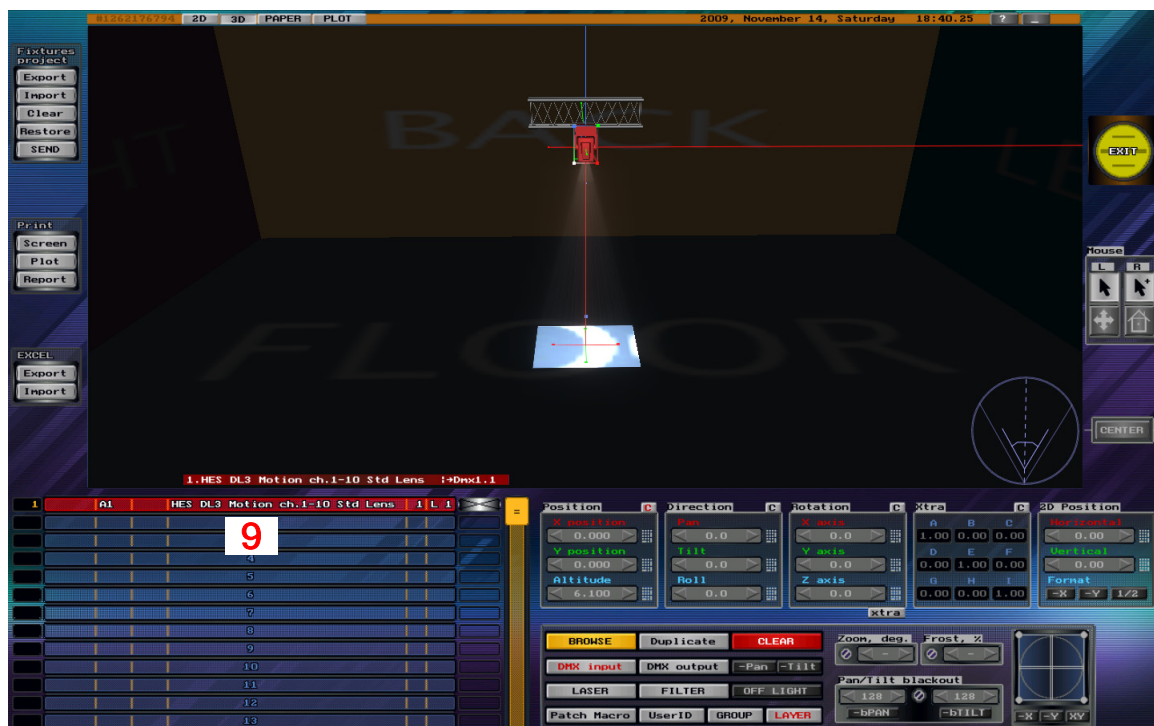 #1262176794 2D 3D PAPER PLOT 2009, November 14, Saturday 18:40.25 ? _
Fixtures
project
Export
Import
Clear
Restore
SEND
Print
Screen
Plot
Report
EXCEL
Export
Import
BACK
FLOOR
EXIT
Mouse
L R
CENTER
1.HES DL3 Motion ch.1-10 Std Lens :→Dmx1.1
1 A1 HES DL3 Motion ch.1-10 Std Lens 1 L 1
9
4
5
6
7
8
9
10
11
12
13
=
Position C Direction C Rotation C Xtra C 2D Position
X position Pan X axis A B C Horizontal
0.000 0.0 0.0 1.00 0.00 0.00 0.00
Y position Tilt Y axis D E F Vertical
0.000 0.0 0.0 0.00 1.00 0.00 0.00
Altitude Roll Z axis G H I Format
6.100 0.0 0.0 0.00 0.00 1.00 -X -Y 1/2
xtra
BROWSE Duplicate CLEAR Zoom, deg. Frost, %
DMX input DMX output -Pan -Tilt - -
LASER FILTER OFF LIGHT Pan/Tilt blackout
128 128
Patch Macro UserID GROUP LAYER -bPAN -bTILT -X -Y XY